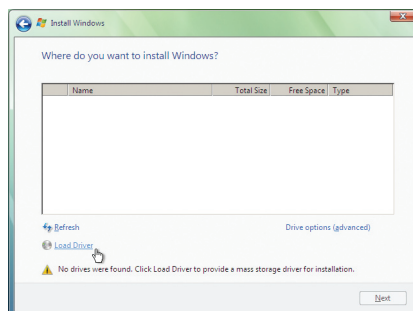 Install Windows
Where do you want to install Windows?
Name Total Size Free Space Type
Refresh Drive options (advanced)
Load Driver
No drives were found. Click Load Driver to provide a mass storage driver for installation.
Next